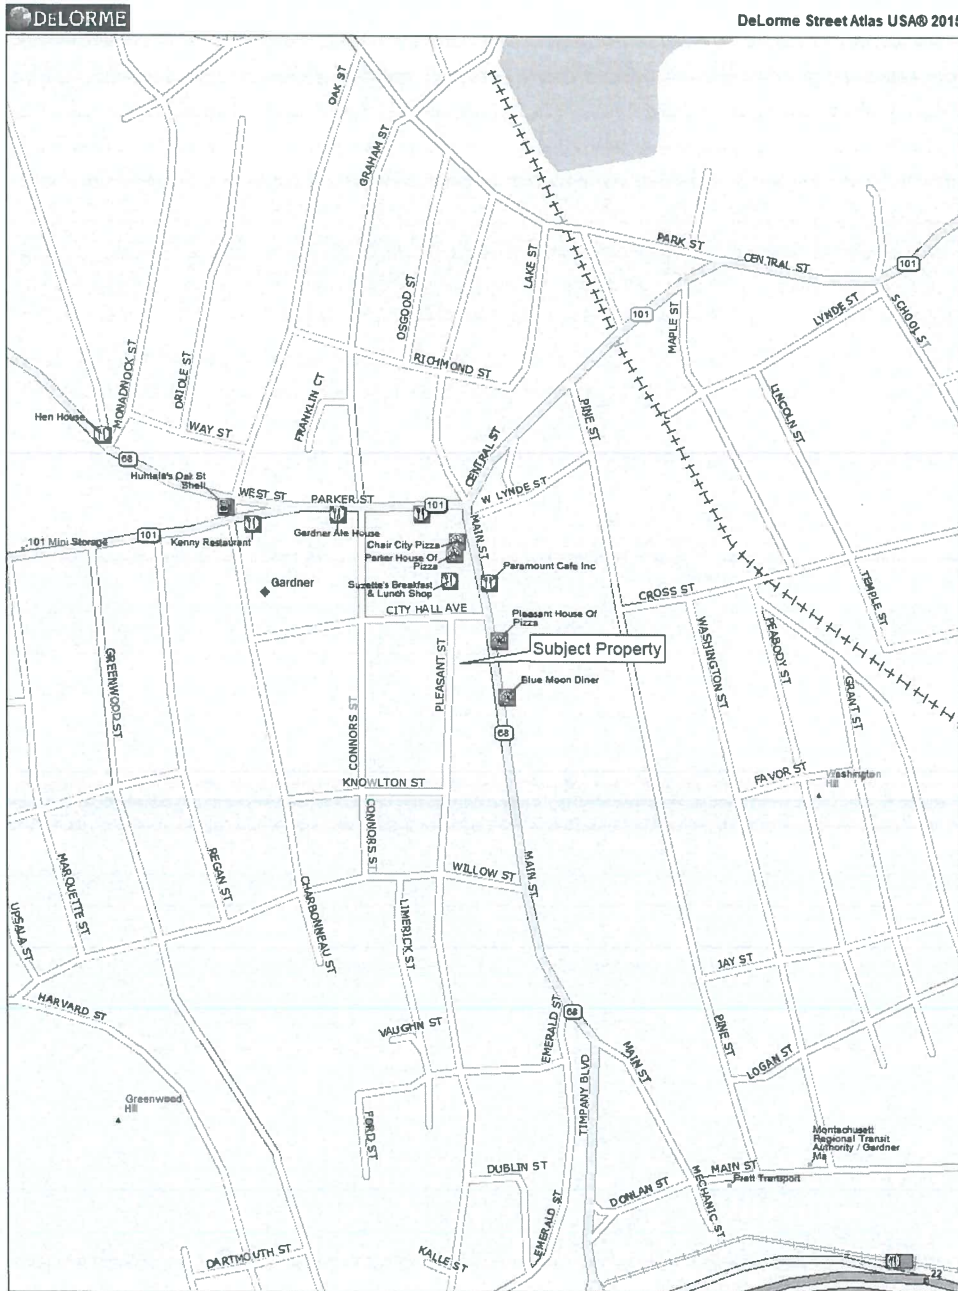 DELORME
DeLorme Street Atlas USA® 2015
OAK ST
GRAHAM ST
PARK ST
CENTRAL ST
101
LAKE ST
OSGOOD ST
101
MAPLE ST
LYNDE ST
SCHOOL ST
MONADNOCK ST
ORIOLE ST
RICHMOND ST
FRANKLIN CT
LINCOLN ST
PINE ST
Hen House
WAY ST
68
CENTRAL ST
Huhtala's Oak St
Shell
WEST ST
PARKER ST
101
W LYNDE ST
101 Mini Storage
101
Kenny Restaurant
Gardner Ale House
Chair City Pizza
Parker House Of
Pizza
MAIN ST
Paramount Cafe Inc
Gardner
Suzette's Breakfast
& Lunch Shop
CROSS ST
TEMPLE ST
CITY HALL AVE
Pleasant House Of
Pizza
WASHINGTON ST
PEABODY ST
Subject Property
GREENWOOD ST
PLEASANT ST
Blue Moon Diner
GRANT ST
CONNORS ST
68
KNOWLTON ST
FAVOR ST
Washington
Hill
CONNORS ST
MARQUETTE ST
REGAN ST
WILLOW ST
MAIN ST
CHARBONNEAU ST
UPSALA ST
LIMERICK ST
JAY ST
HARVARD ST
VAUGHN ST
EMERALD ST
68
PINE ST
MAIN ST
LOGAN ST
TIMPANY BLVD
Greenwood
Hill
FORD ST
Montachusett
Regional Transit
Authority / Gardner
Ma
DUBLIN ST
MAIN ST
Pratt Transport
DONLAN ST
MECHANIC ST
EMERALD ST
DARTMOUTH ST
KALLE ST
22